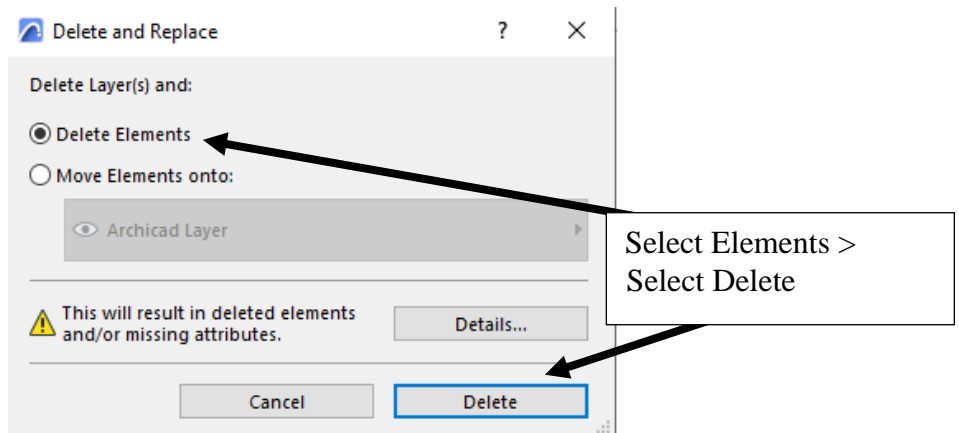 Delete and Replace ?
Delete Layer(s) and:
Delete Elements
Move Elements onto:
Archicad Layer
Select Elements >
Select Delete
This will result in deleted elements
and/or missing attributes.
Details...
Cancel Delete